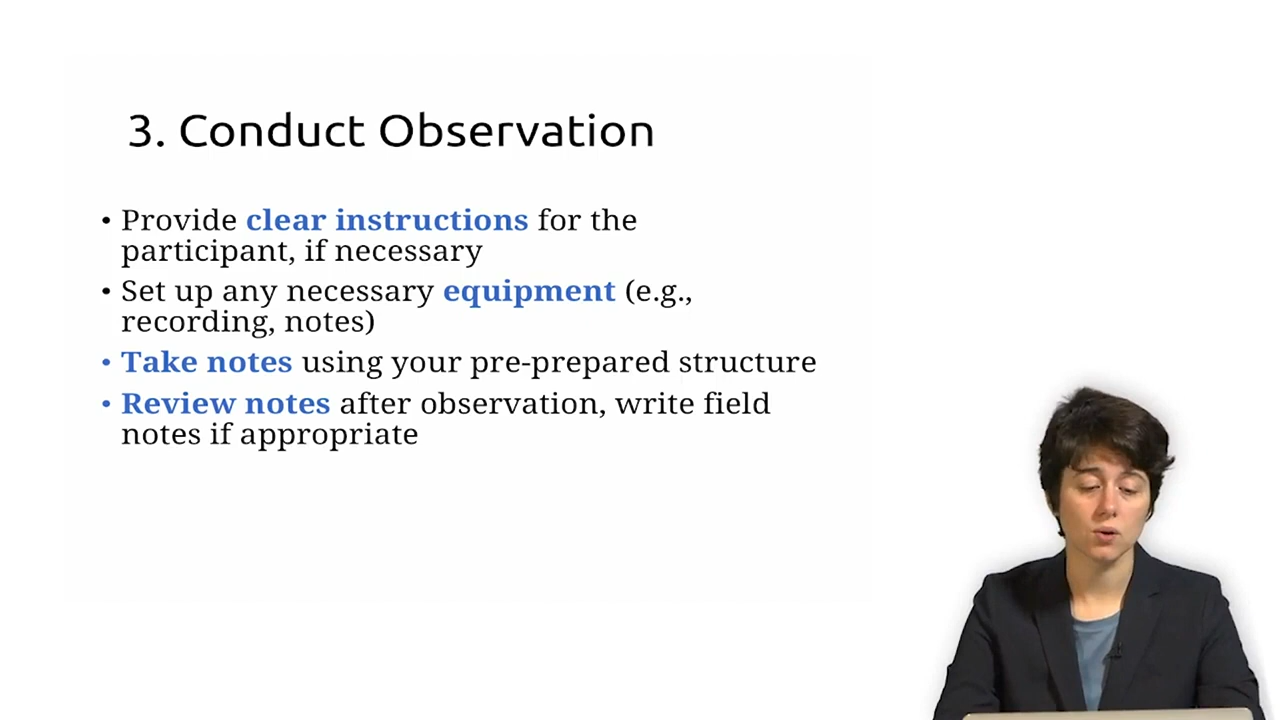 3. Conduct Observation
• Provide clear instructions for the
participant, if necessary
• Set up any necessary equipment (e.g.,
recording, notes)
• Take notes using your pre-prepared structure
• Review notes after observation, write field
notes if appropriate